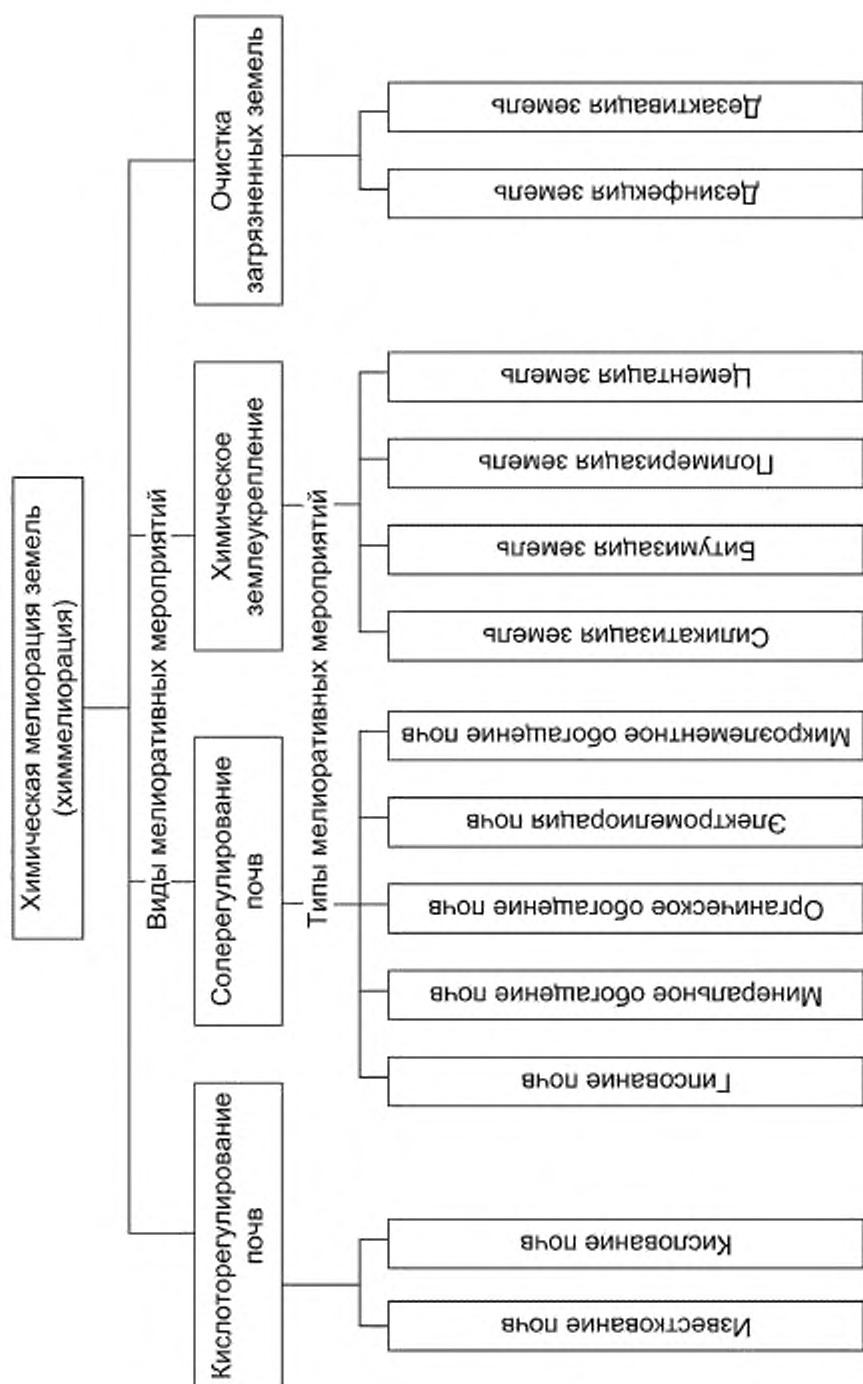 Химическая мелиорация земель
(химмелиорация)
Виды мелиоративных мероприятий
Кислоторегулирование
почв
Солерегулирование
почв
Химическое
землеукрепление
Очистка
загрязненных земель
Типы мелиоративных мероприятий
Известкование почв
Кислование почв
Гипсование почв
Минеральное обогащение почв
Органическое обогащение почв
Электромелиорация почв
Микроэлементное обогащение почв
Силикатизация земель
Битумизация земель
Полимеризация земель
Цементация земель
Дезинфекция земель
Дезактивация земель